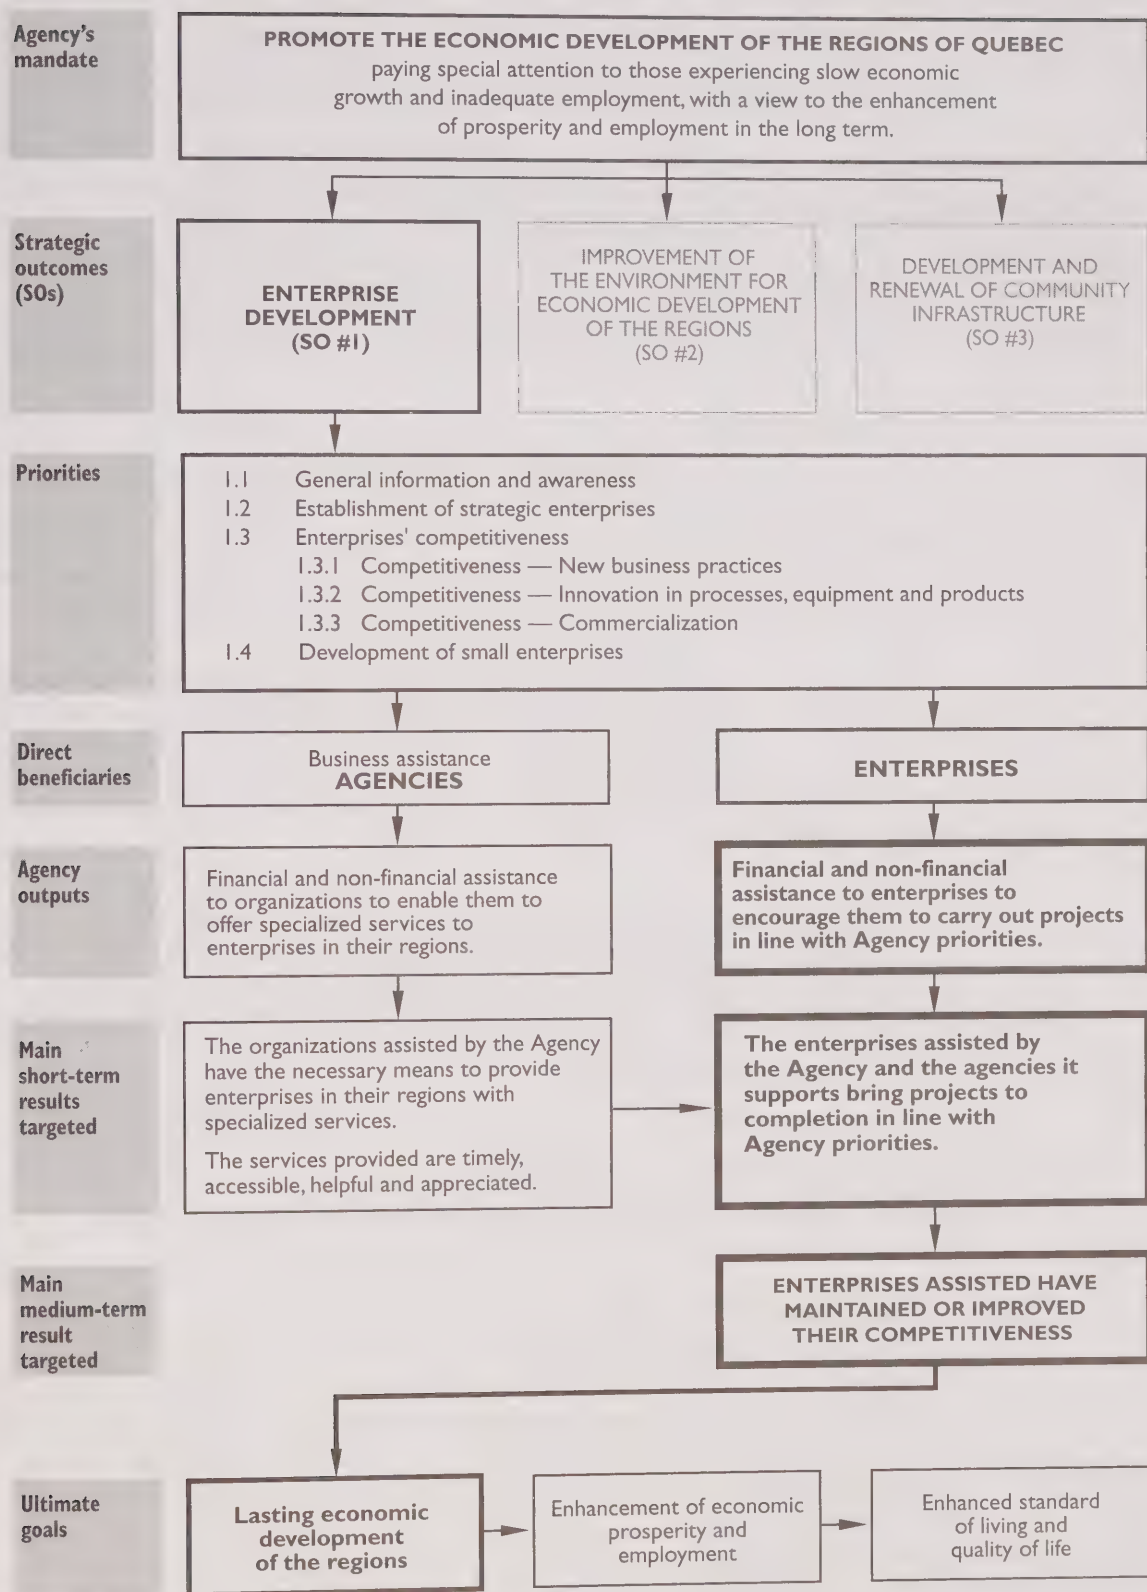 Agency's
mandate
PROMOTE THE ECONOMIC DEVELOPMENT OF THE REGIONS OF QUEBEC
paying special attention to those experiencing slow economic
growth and inadequate employment, with a view to the enhancement
of prosperity and employment in the long term.
Strategic
outcomes
(SOs)
ENTERPRISE
DEVELOPMENT
(SO #1)
IMPROVEMENT OF
THE ENVIRONMENT FOR
ECONOMIC DEVELOPMENT
OF THE REGIONS
(SO #2)
DEVELOPMENT AND
RENEWAL OF COMMUNITY
INFRASTRUCTURE
(SO #3)
Priorities
1.1 General information and awareness
1.2 Establishment of strategic enterprises
1.3 Enterprises' competitiveness
1.3.1 Competitiveness — New business practices
1.3.2 Competitiveness — Innovation in processes, equipment and products
1.3.3 Competitiveness — Commercialization
1.4 Development of small enterprises
Direct
beneficiaries
Business assistance
AGENCIES
ENTERPRISES
Agency
outputs
Financial and non-financial assistance
to organizations to enable them to
offer specialized services to
enterprises in their regions.
Financial and non-financial
assistance to enterprises to
encourage them to carry out projects
in line with Agency priorities.
Main
short-term
results
targeted
The organizations assisted by the Agency
have the necessary means to provide
enterprises in their regions with
specialized services.
The services provided are timely,
accessible, helpful and appreciated.
The enterprises assisted by
the Agency and the agencies it
supports bring projects to
completion in line with
Agency priorities.
Main
medium-term
result
targeted
ENTERPRISES ASSISTED HAVE
MAINTAINED OR IMPROVED
THEIR COMPETITIVENESS
Ultimate
goals
Lasting economic
development
of the regions
Enhancement of economic
prosperity and
employment
Enhanced standard
of living and
quality of life